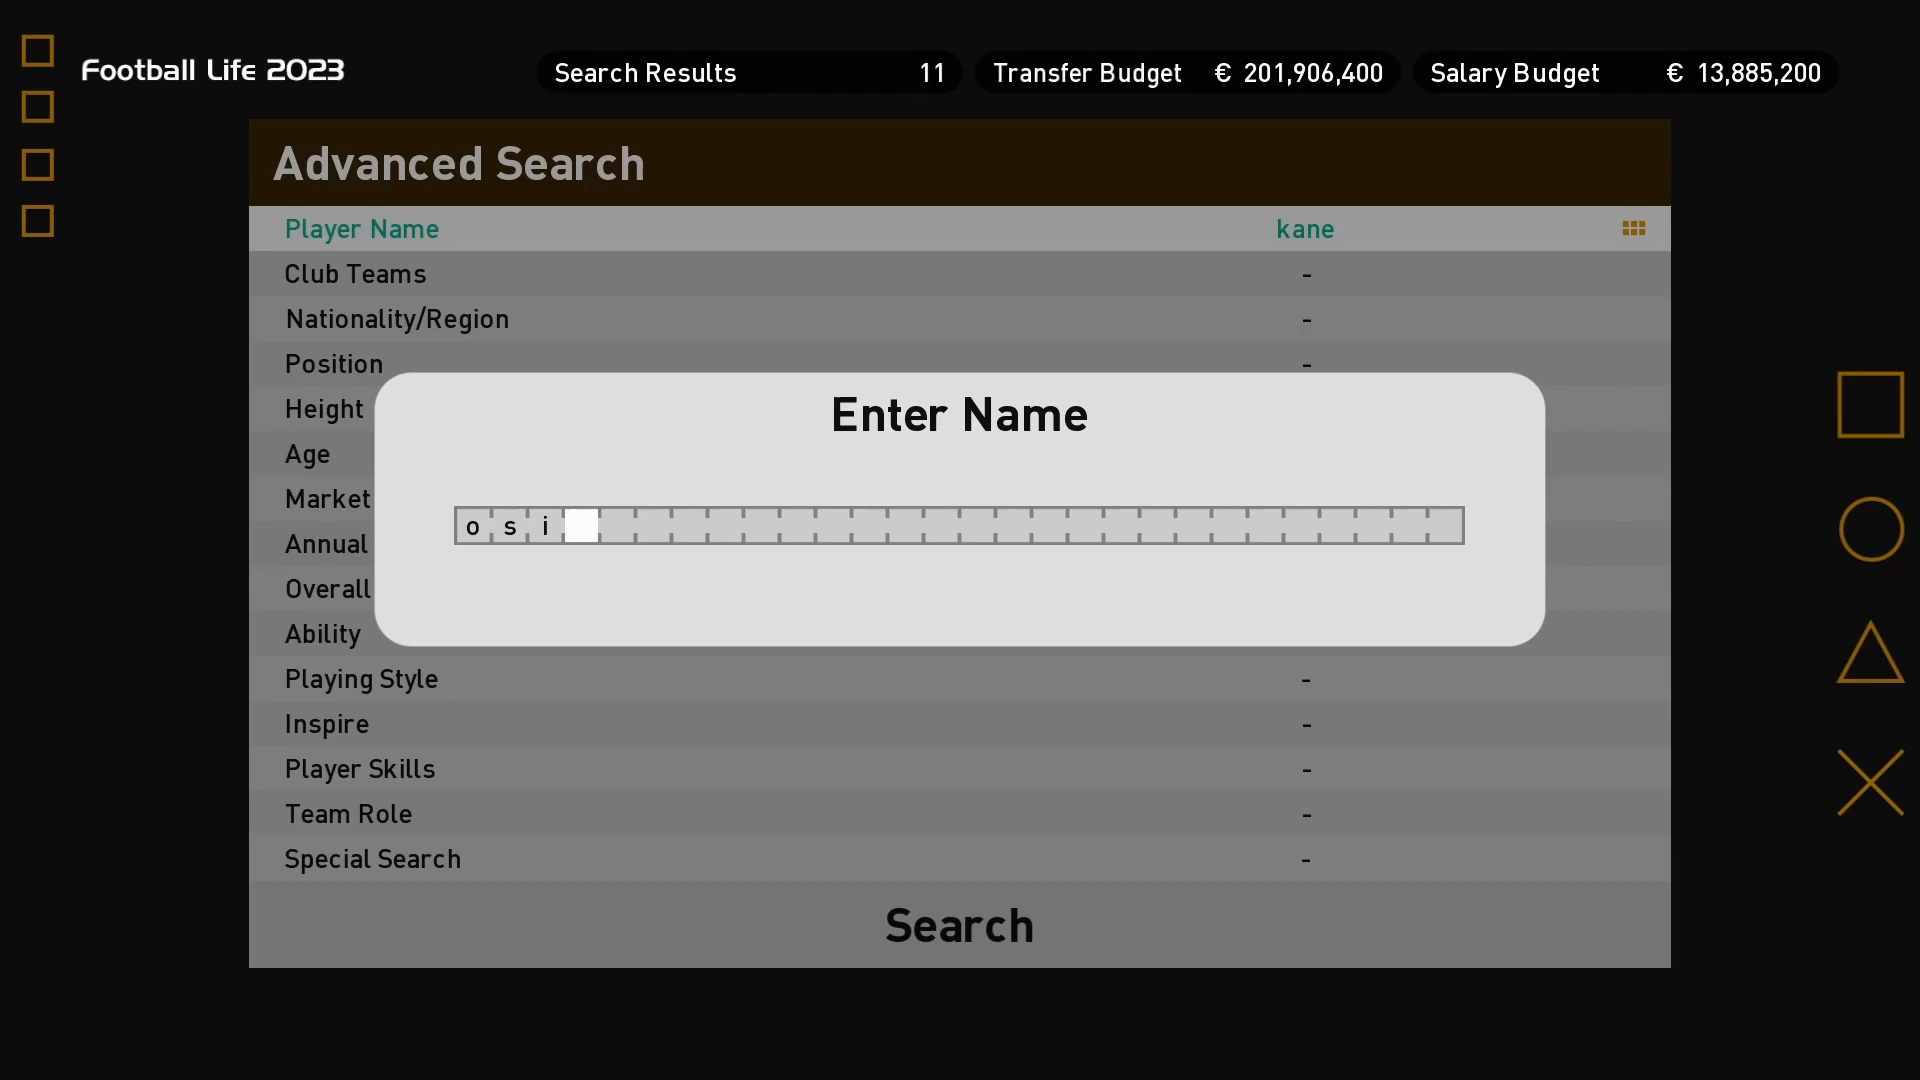 Football Life 2023
Search Results 11
Transfer Budget € 201,906,400
Salary Budget € 13,885,200
Advanced Search
Player Name kane
Club Teams -
Nationality/Region -
Position -
Height
Age
Market
Annual
Overall
Ability
Enter Name
osi
Playing Style -
Inspire -
Player Skills -
Team Role -
Special Search -
Search